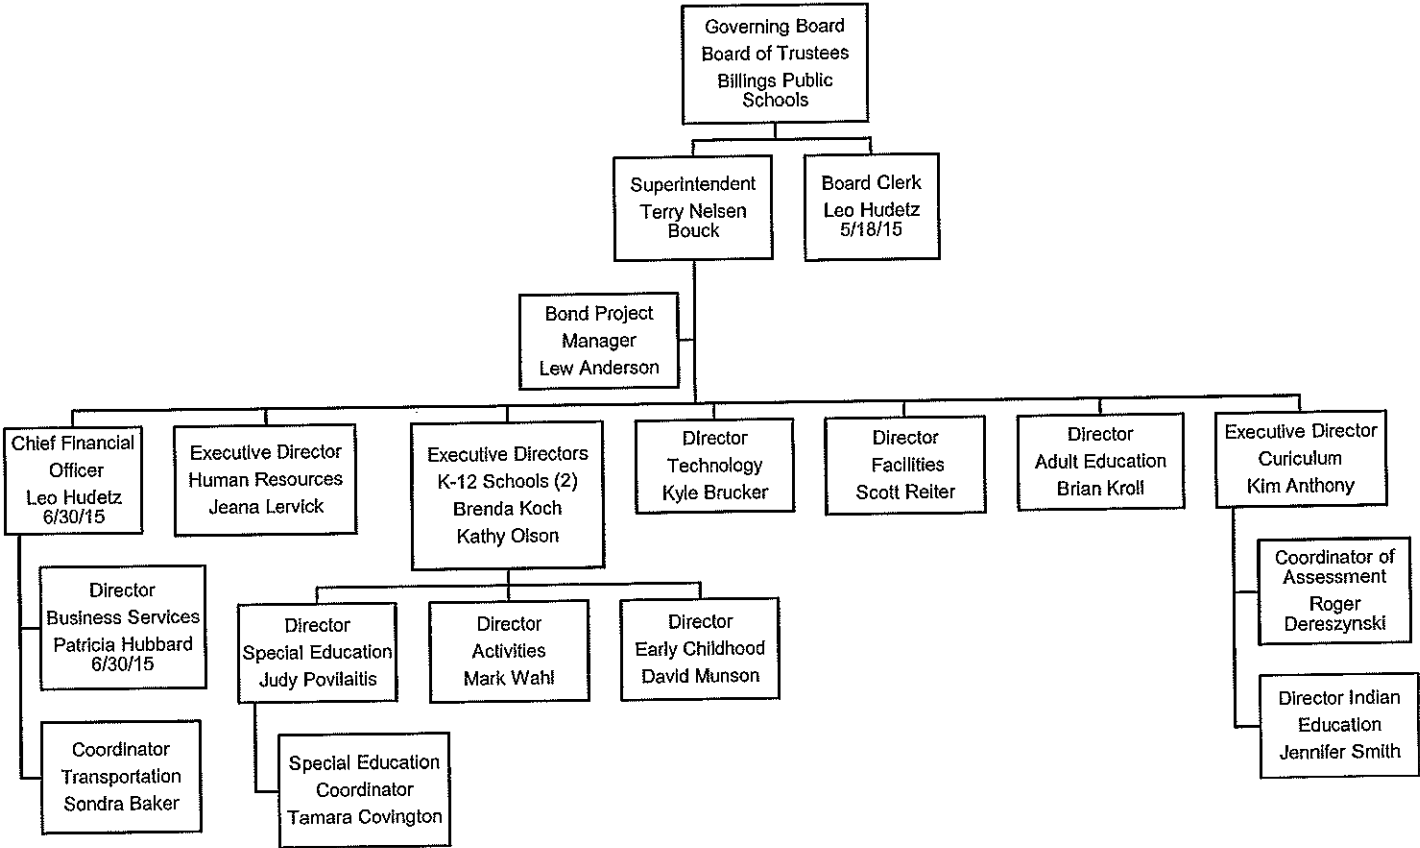 Governing Board
Board of Trustees
Billings Public
Schools
Superintendent
Terry Nelsen
Bouck
Board Clerk
Leo Hudetz
5/18/15
Bond Project
Manager
Lew Anderson
Chief Financial
Officer
Leo Hudetz
6/30/15
Executive Director
Human Resources
Jeana Lervick
Executive Directors
K-12 Schools (2)
Brenda Koch
Kathy Olson
Director
Technology
Kyle Brucker
Director
Facilities
Scott Reiter
Director
Adult Education
Brian Kroll
Executive Director
Curiculum
Kim Anthony
Director
Business Services
Patricia Hubbard
6/30/15
Coordinator
Transportation
Sondra Baker
Director
Special Education
Judy Povilaitis
Director
Activities
Mark Wahl
Director
Early Childhood
David Munson
Special Education
Coordinator
Tamara Covington
Coordinator of
Assessment
Roger
Dereszynski
Director Indian
Education
Jennifer Smith